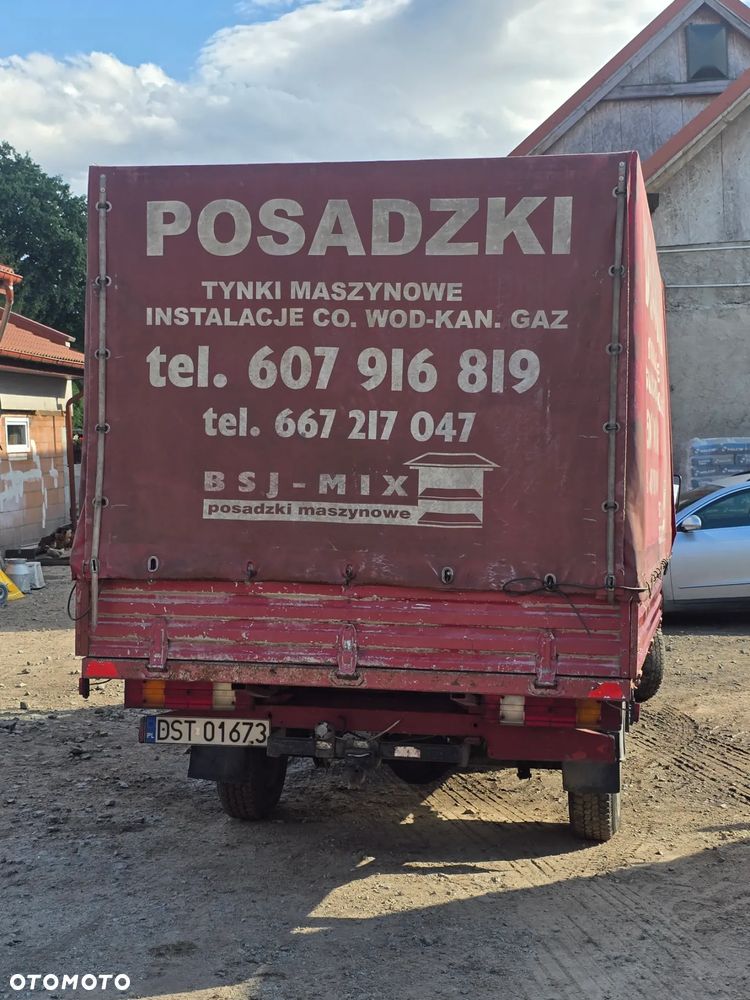 POSADZKI
TYNKI MASZYNOWE
INSTALACJE CO. WOD-KAN. GAZ
tel. 607 916 819
tel. 667 217 047
BSJ-MIX
posadzki maszynowe
PL
DST 01673
OTOMOTO